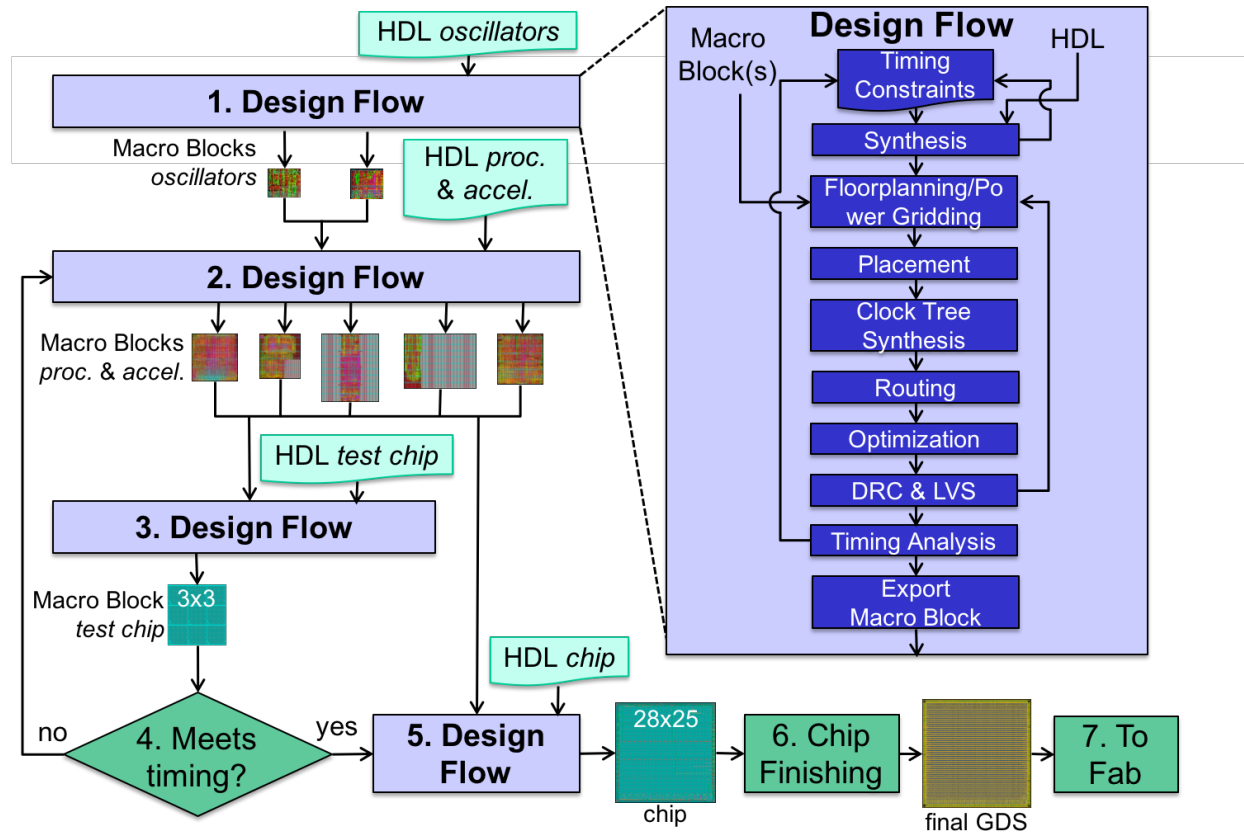 HDL oscillators
1. Design Flow
Macro Blocks
oscillators
HDL proc.
& accel.
2. Design Flow
Macro Blocks
proc. & accel.
HDL test chip
3. Design Flow
Macro Block
test chip
3x3
4. Meets
timing?
no
yes
HDL chip
5. Design
Flow
28x25
chip
6. Chip
Finishing
final GDS
7. To
Fab
Design Flow
Macro
Block(s)
HDL
Timing
Constraints
Synthesis
Floorplanning/Po
wer Gridding
Placement
Clock Tree
Synthesis
Routing
Optimization
DRC & LVS
Timing Analysis
Export
Macro Block